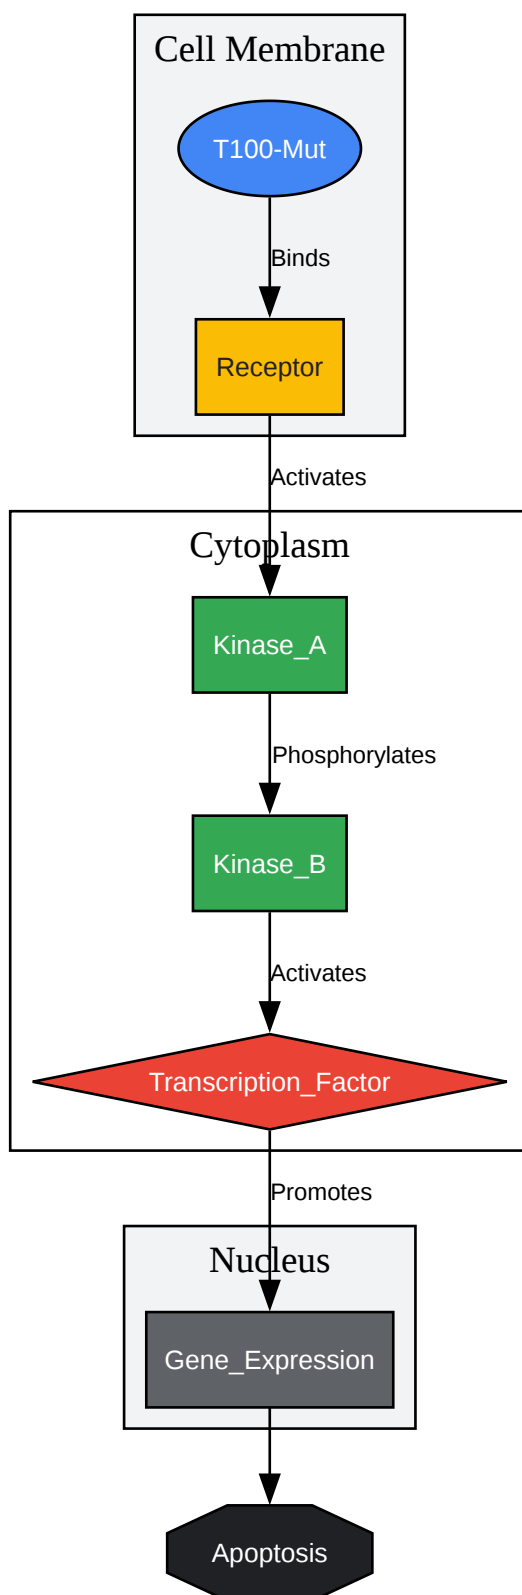 Cell Membrane
T100-Mut
Binds
Receptor
Activates
Cytoplasm
Kinase_A
Phosphorylates
Kinase_B
Activates
Transcription_Factor
Promotes
Nucleus
Gene_Expression
Apoptosis